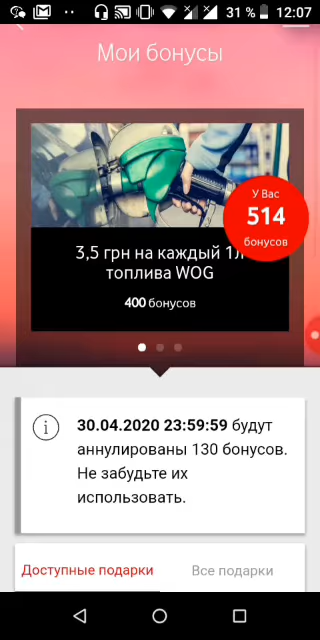 31 % 12:07
Мои бонусы
У Вас
514
бонусов
3,5 грн на каждый 1л
топлива WOG
400 бонусов
30.04.2020 23:59:59 будут
аннулированы 130 бонусов.
Не забудьте их
использовать.
Доступные подарки Все подарки